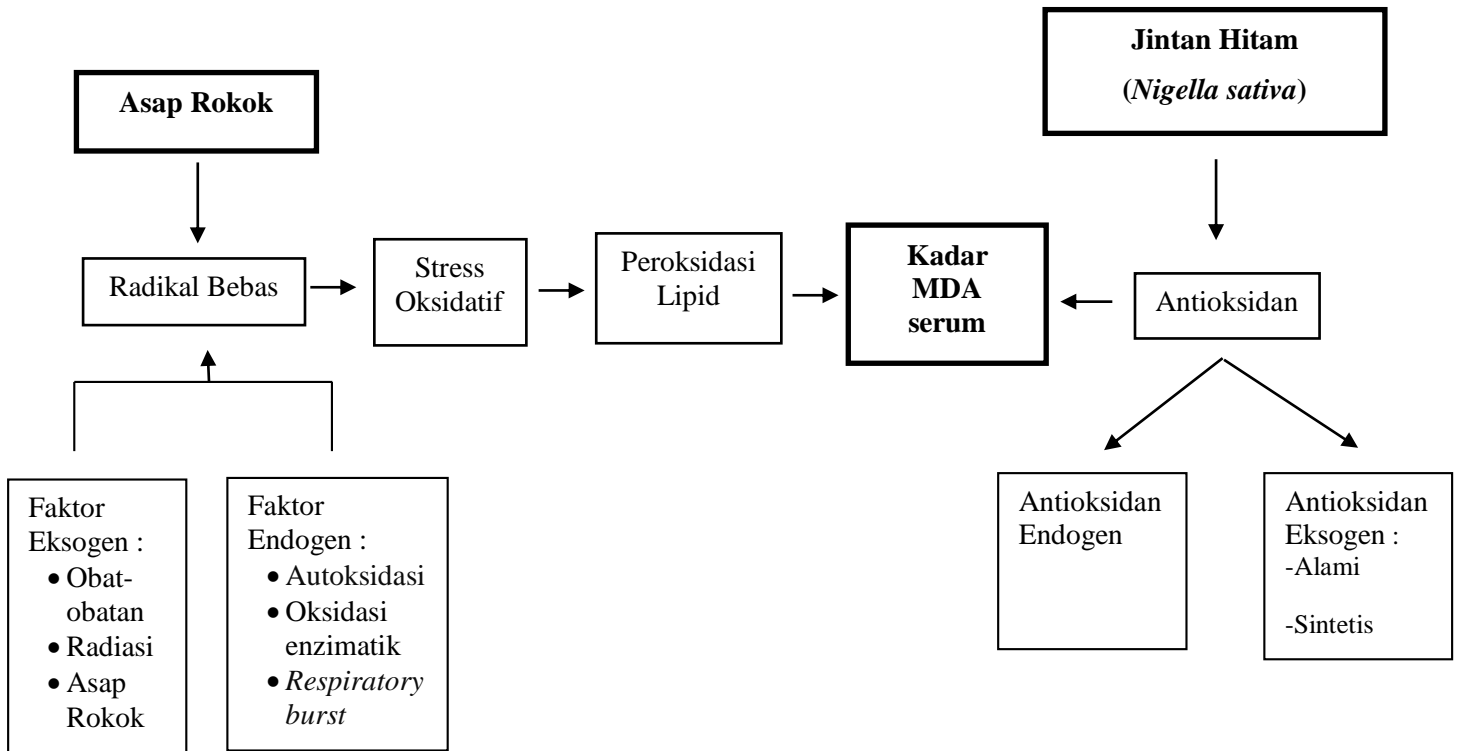 Asap Rokok
Jintan Hitam
(Nigella sativa)
Radikal Bebas
Stress
Oksidatif
Peroksidasi
Lipid
Kadar
MDA
serum
Antioksidan
Faktor
Eksogen :
• Obat-
obatan
• Radiasi
• Asap
Rokok
Faktor
Endogen :
• Autoksidasi
• Oksidasi
enzimatik
• Respiratory
burst
Antioksidan
Endogen
Antioksidan
Eksogen :
-Alami
-Sintetis